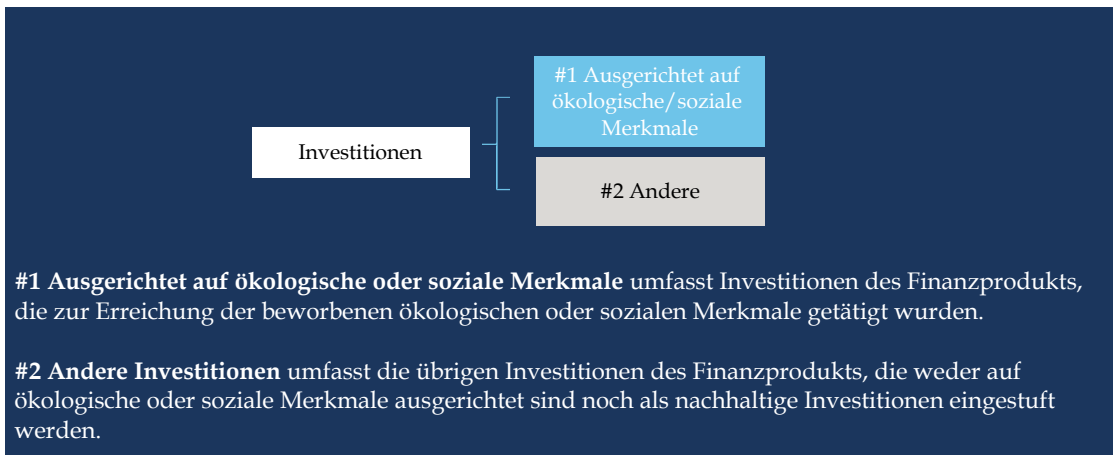 #1 Ausgerichtet auf
ökologische/soziale
Merkmale
Investitionen
#2 Andere
#1 Ausgerichtet auf ökologische oder soziale Merkmale umfasst Investitionen des Finanzprodukts,
die zur Erreichung der beworbenen ökologischen oder sozialen Merkmale getätigt wurden.
#2 Andere Investitionen umfasst die übrigen Investitionen des Finanzprodukts, die weder auf
ökologische oder soziale Merkmale ausgerichtet sind noch als nachhaltige Investitionen eingestuft
werden.